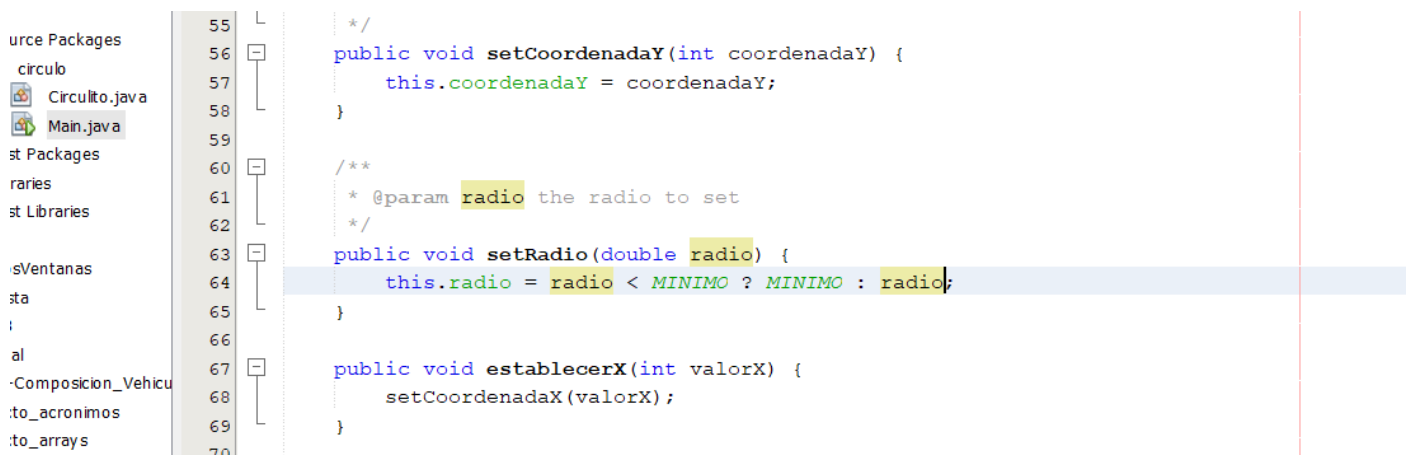 urce Packages
circulo
Circulito.java
Main.java
st Packages
raries
st Libraries
sVentanas
sta
al
-Composicion_Vehicu
to_acronimos
to_arrays
55 */
56 public void setCoordenadaY(int coordenadaY) {
57 this.coordenadaY = coordenadaY;
58 }
59
60 /**
61 * @param radio the radio to set
62 */
63 public void setRadio(double radio) {
64 this.radio = radio < MINIMO ? MINIMO : radio;
65 }
66
67 public void establecerX(int valorX) {
68 setCoordenadaX(valorX);
69 }